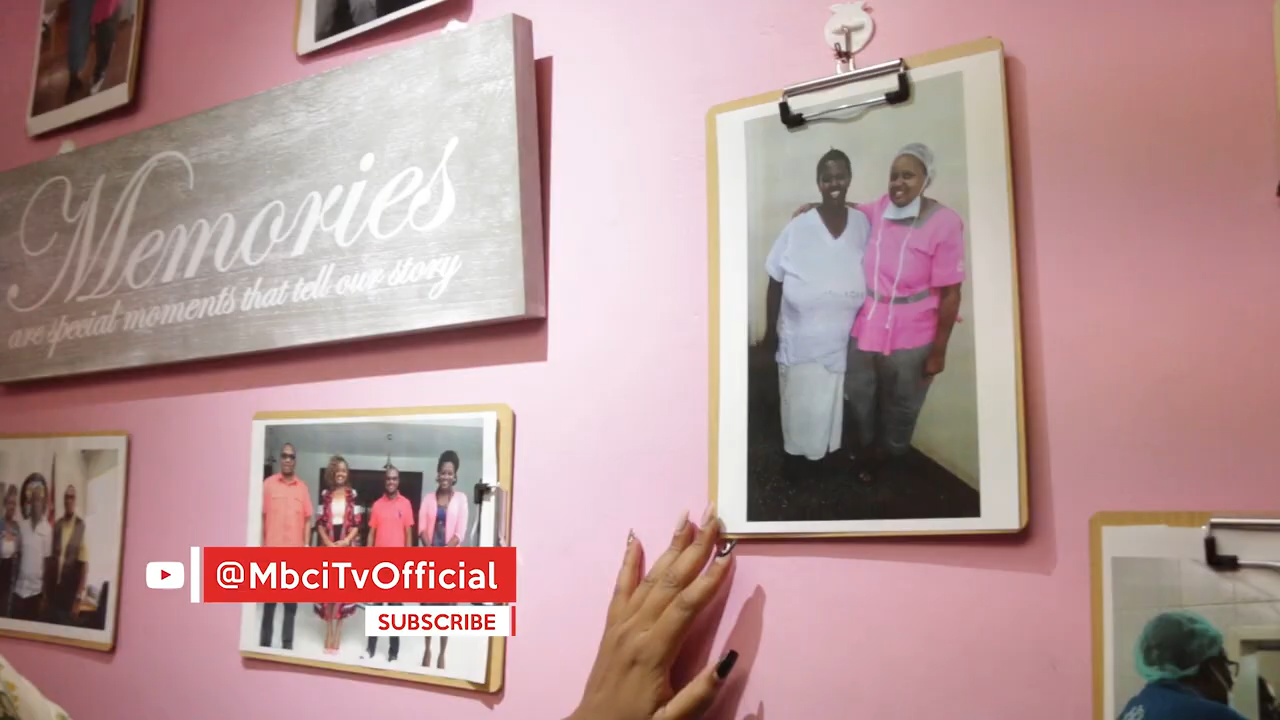 Memories
are special moments that tell our story
@MbciTvOfficial
SUBSCRIBE